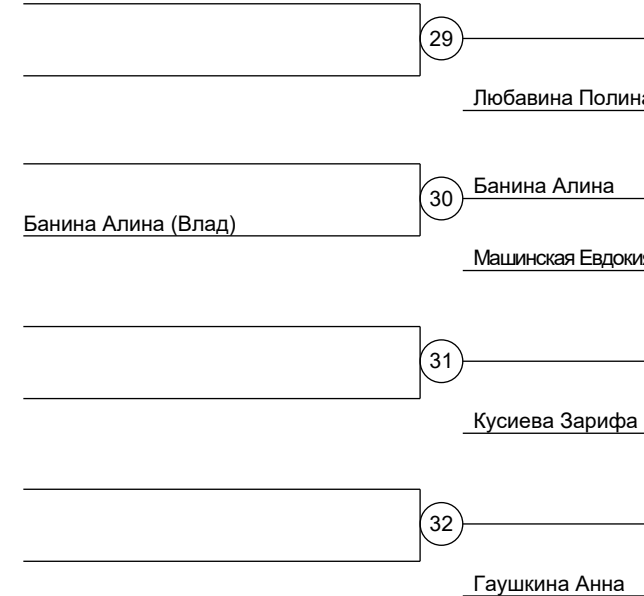 29
Любавина Полина
30
Банина Алина
Банина Алина (Влад)
Машинская Евдокия
31
Кусиева Зарифа
32
Гаушкина Анна